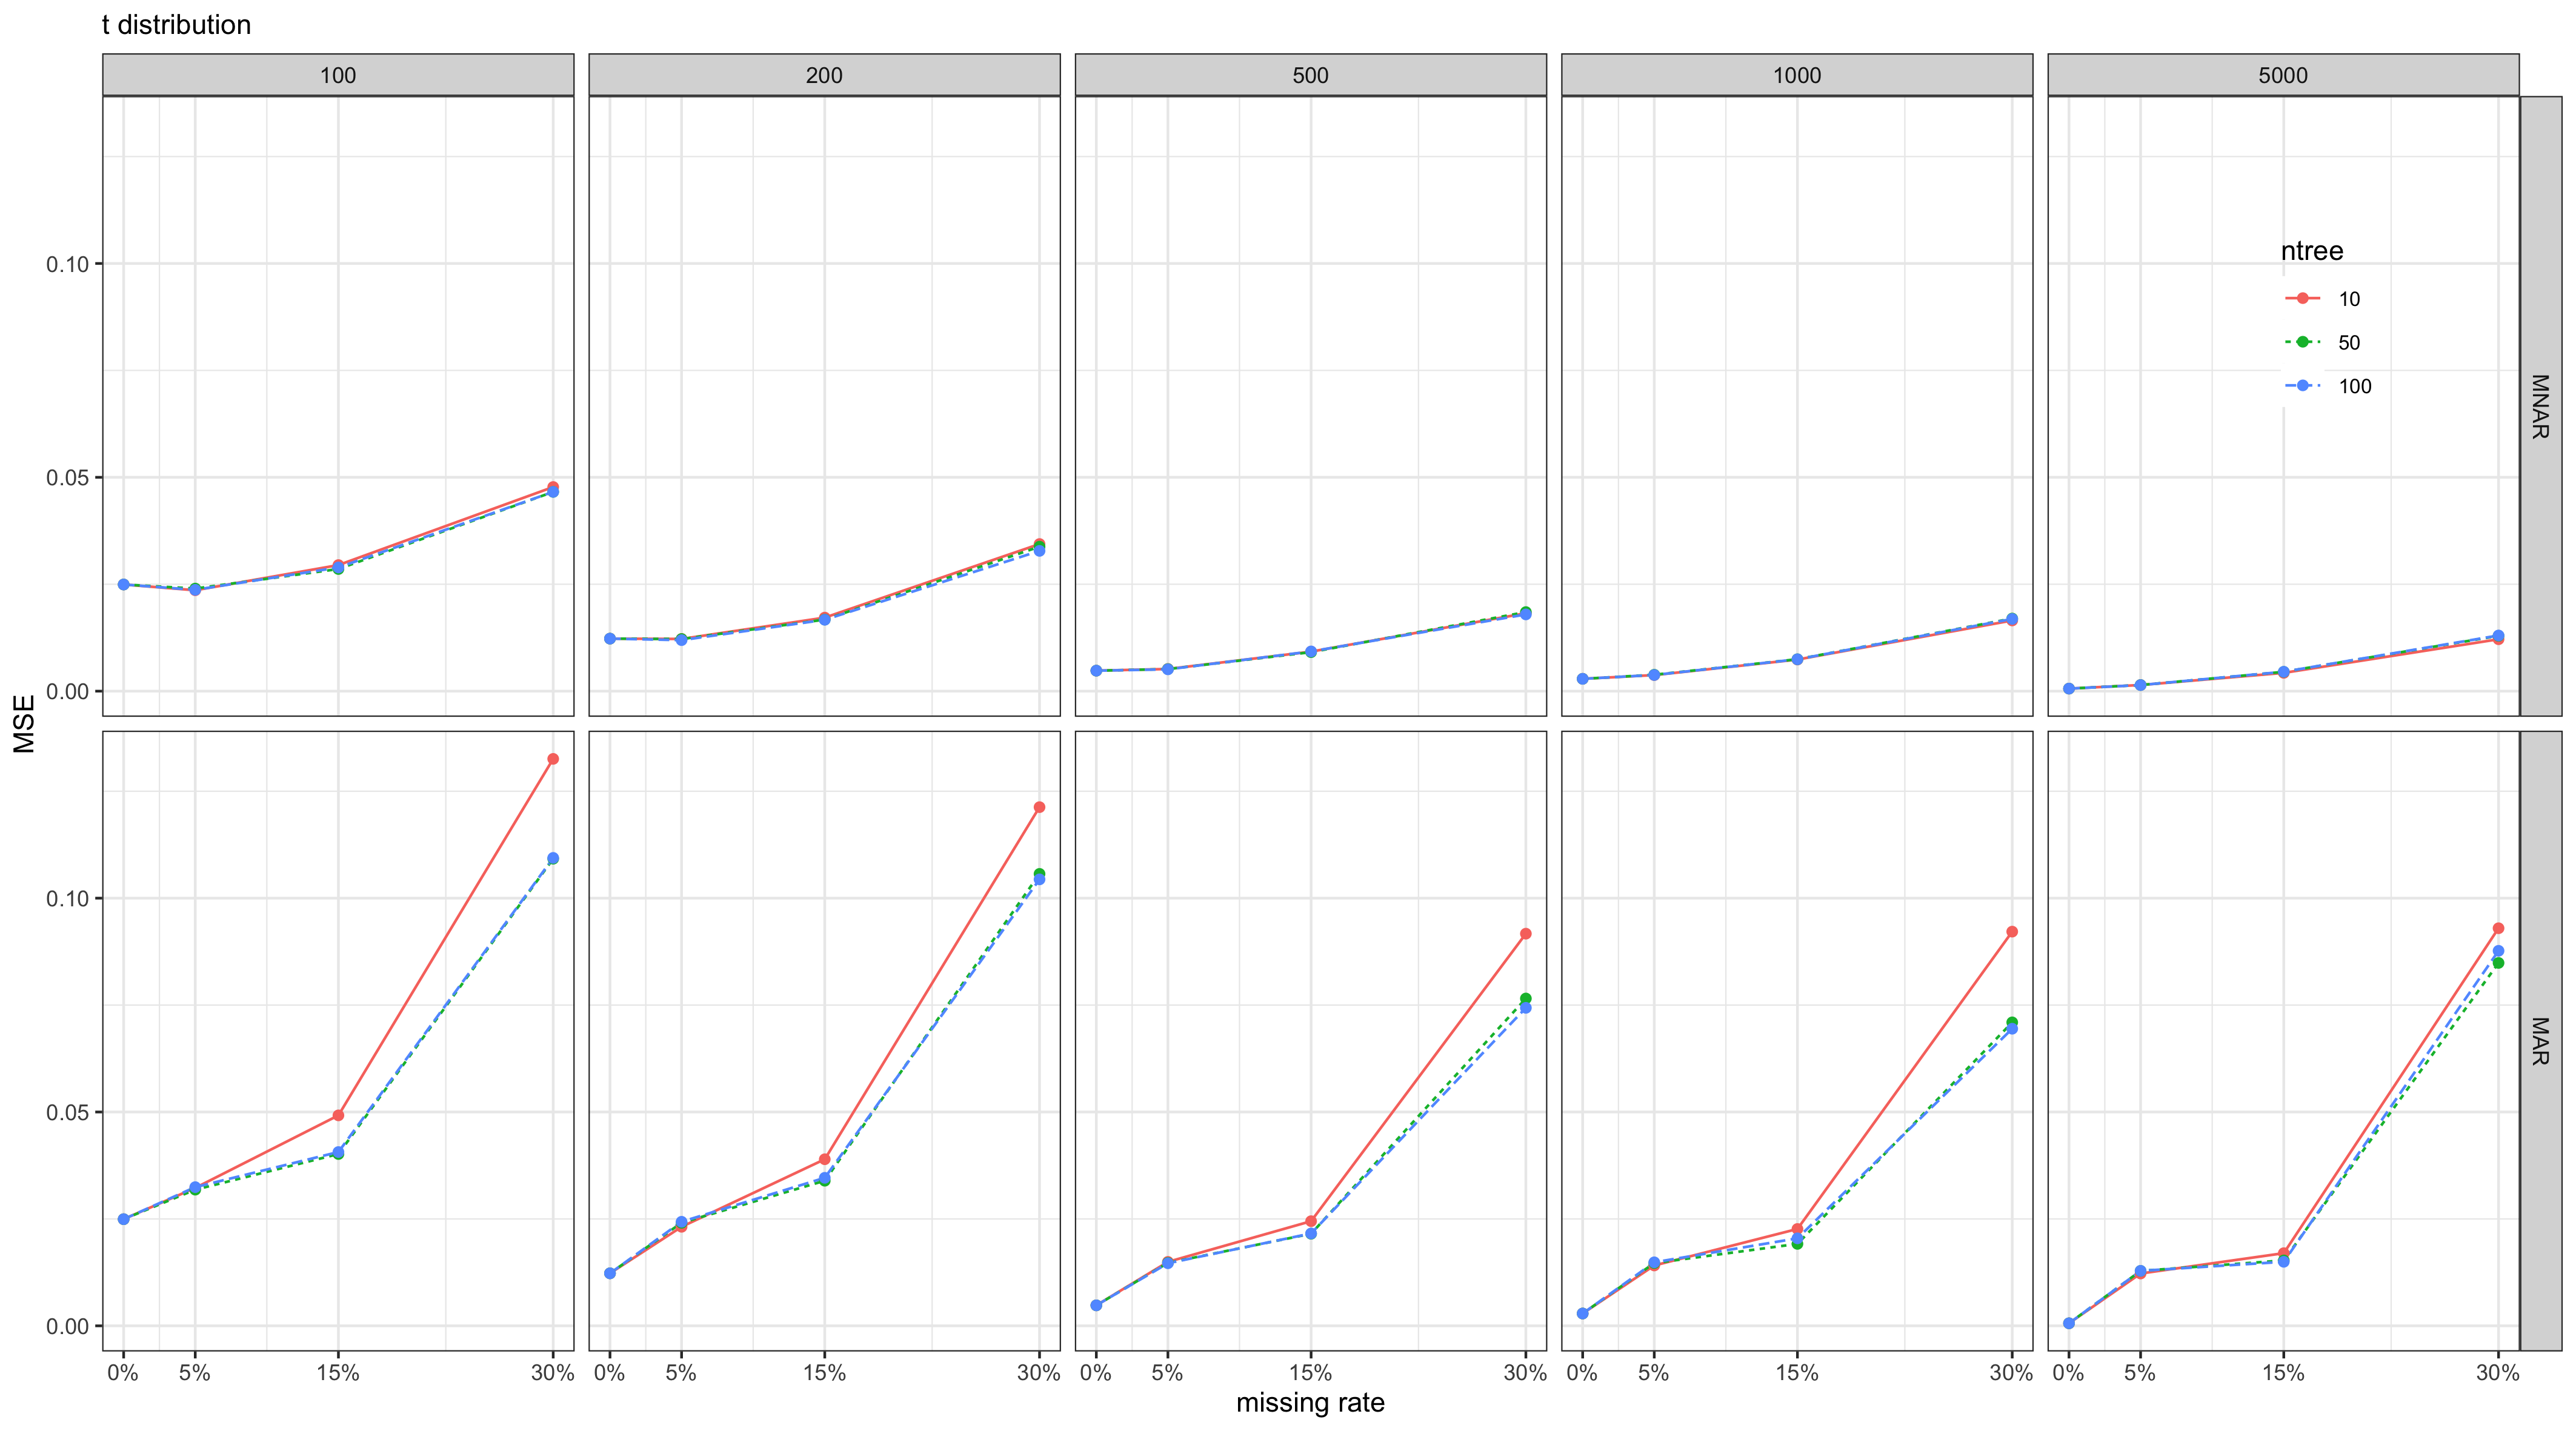 t distribution
100 200 500 1000 5000
0.10
0.05
0.00
ntree
10
50
100
MNAR
MSE
0.10
0.05
0.00
MAR
0% 5% 15% 30% 0% 5% 15% 30% 0% 5% 15% 30% 0% 5% 15% 30% 0% 5% 15% 30%
missing rate